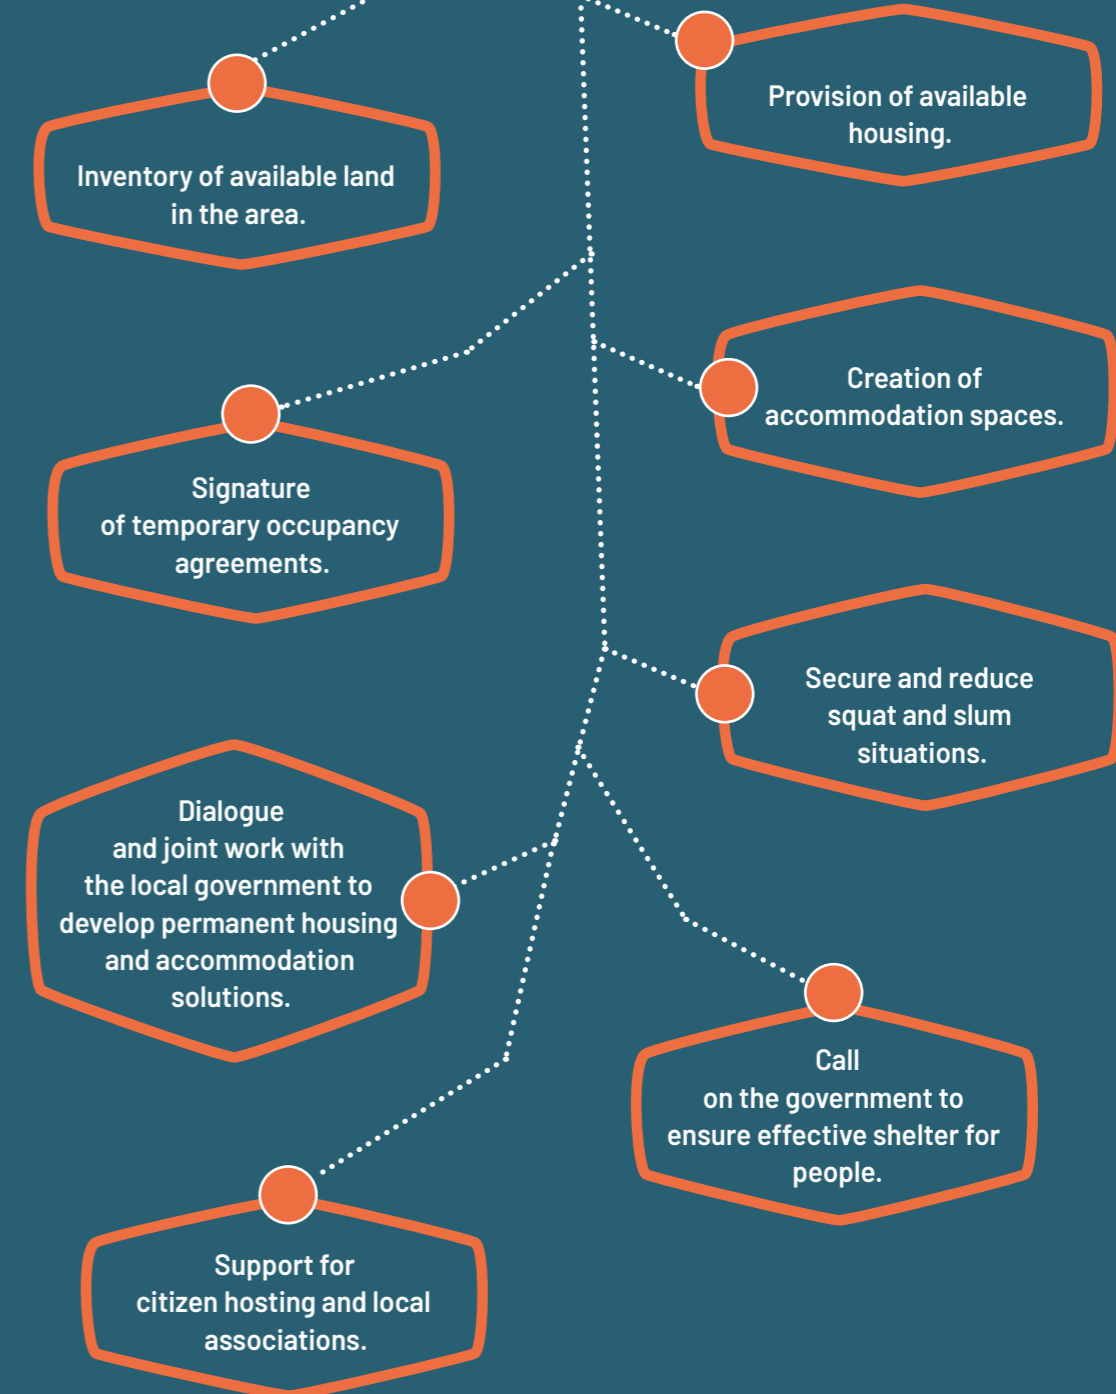 Provision of available
housing.
Inventory of available land
in the area.
Creation of
accommodation spaces.
Signature
of temporary occupancy
agreements.
Secure and reduce
squat and slum
situations.
Dialogue
and joint work with
the local government to
develop permanent housing
and accommodation
solutions.
Call
on the government to
ensure effective shelter for
people.
Support for
citizen hosting and local
associations.